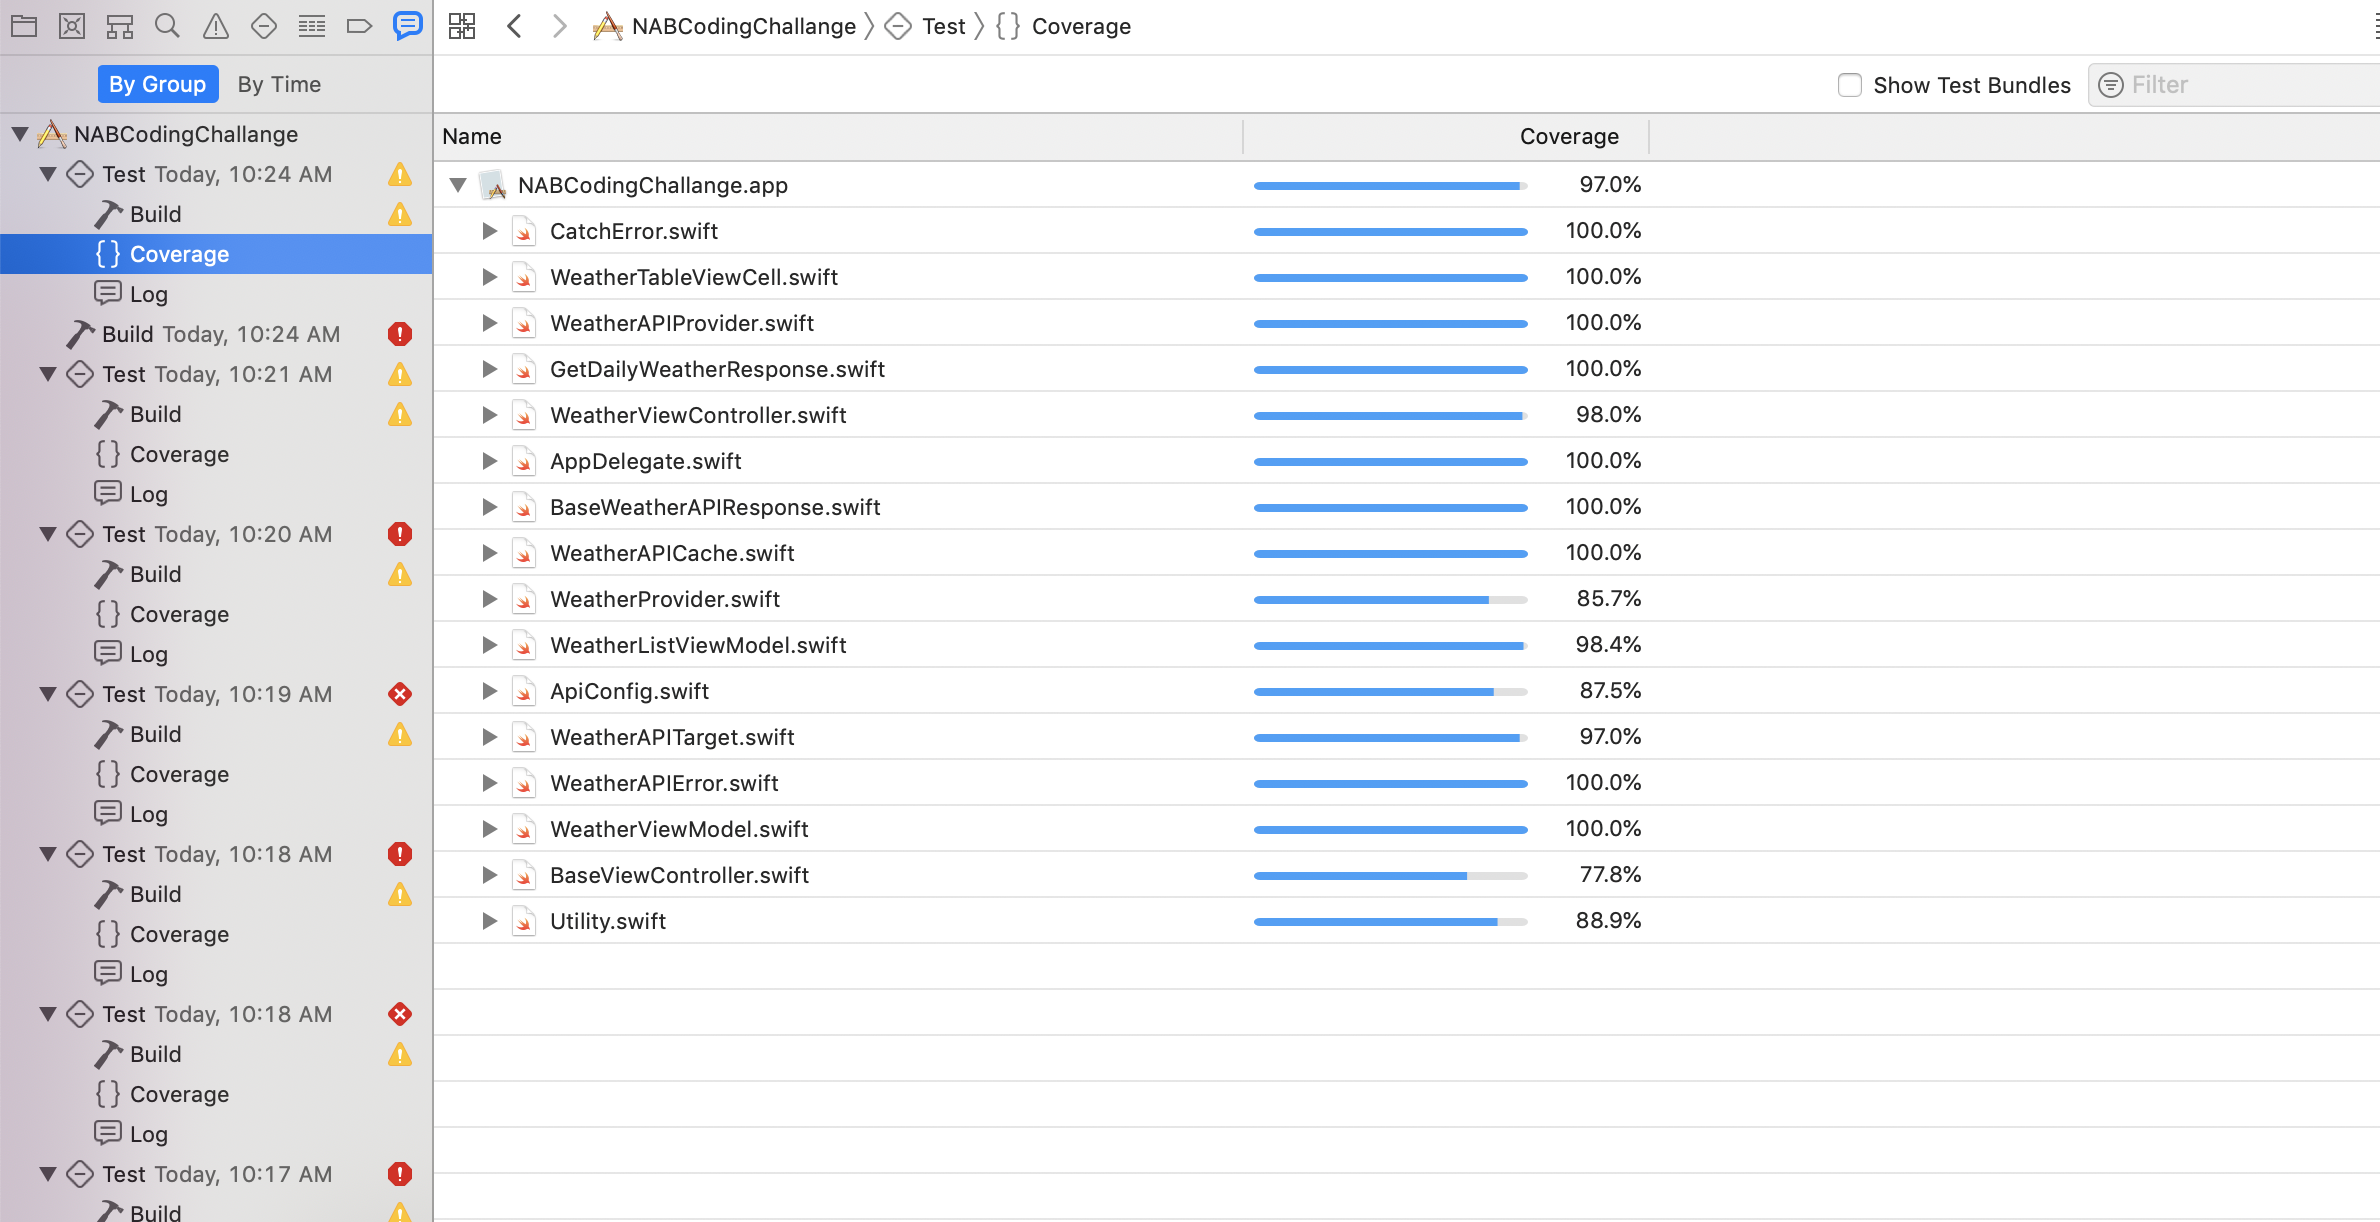 NABCodingChallange Test {} Coverage
By Group By Time
Show Test Bundles Filter
NABCodingChallange
Test Today, 10:24 AM
Build
{} Coverage
Log
Build Today, 10:24 AM
Test Today, 10:21 AM
Build
{} Coverage
Log
Test Today, 10:20 AM
Build
{} Coverage
Log
Test Today, 10:19 AM
Build
{} Coverage
Log
Test Today, 10:18 AM
Build
{} Coverage
Log
Test Today, 10:18 AM
Build
{} Coverage
Log
Test Today, 10:17 AM
Build
Name Coverage
NABCodingChallange.app 97.0%
CatchError.swift 100.0%
WeatherTableViewCell.swift 100.0%
WeatherAPIProvider.swift 100.0%
GetDailyWeatherResponse.swift 100.0%
WeatherViewController.swift 98.0%
AppDelegate.swift 100.0%
BaseWeatherAPIResponse.swift 100.0%
WeatherAPICache.swift 100.0%
WeatherProvider.swift 85.7%
WeatherListViewModel.swift 98.4%
ApiConfig.swift 87.5%
WeatherAPITarget.swift 97.0%
WeatherAPIError.swift 100.0%
WeatherViewModel.swift 100.0%
BaseViewController.swift 77.8%
Utility.swift 88.9%